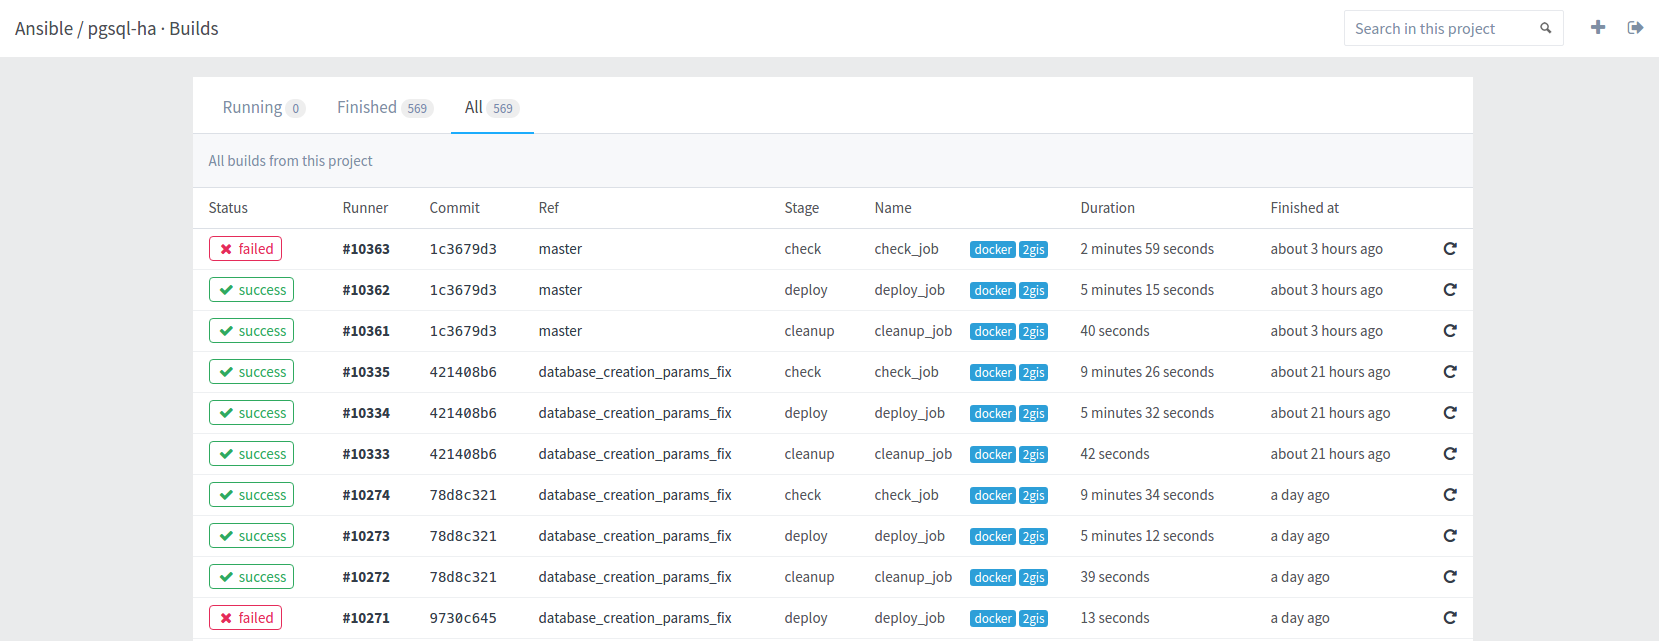 Ansible / pgsql-ha · Builds Search in this project
Running 0 Finished 569 All 569
All builds from this project
Status Runner Commit Ref Stage Name Duration Finished at
failed #10363 1c3679d3 master check check_job docker 2gis 2 minutes 59 seconds about 3 hours ago
success #10362 1c3679d3 master deploy deploy_job docker 2gis 5 minutes 15 seconds about 3 hours ago
success #10361 1c3679d3 master cleanup cleanup_job docker 2gis 40 seconds about 3 hours ago
success #10335 421408b6 database_creation_params_fix check check_job docker 2gis 9 minutes 26 seconds about 21 hours ago
success #10334 421408b6 database_creation_params_fix deploy deploy_job docker 2gis 5 minutes 32 seconds about 21 hours ago
success #10333 421408b6 database_creation_params_fix cleanup cleanup_job docker 2gis 42 seconds about 21 hours ago
success #10274 78d8c321 database_creation_params_fix check check_job docker 2gis 9 minutes 34 seconds a day ago
success #10273 78d8c321 database_creation_params_fix deploy deploy_job docker 2gis 5 minutes 12 seconds a day ago
success #10272 78d8c321 database_creation_params_fix cleanup cleanup_job docker 2gis 39 seconds a day ago
failed #10271 9730c645 database_creation_params_fix deploy deploy_job docker 2gis 13 seconds a day ago